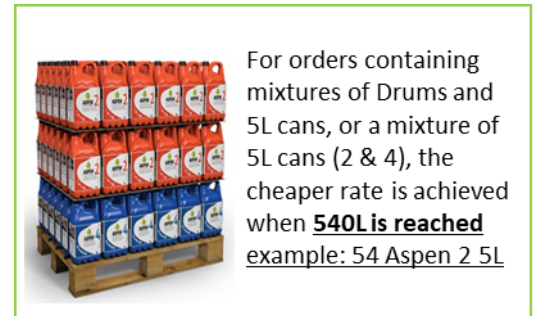 For orders containing
mixtures of Drums and
5L cans, or a mixture of
5L cans (2 & 4), the
cheaper rate is achieved
when 540L is reached
example: 54 Aspen 2 5L